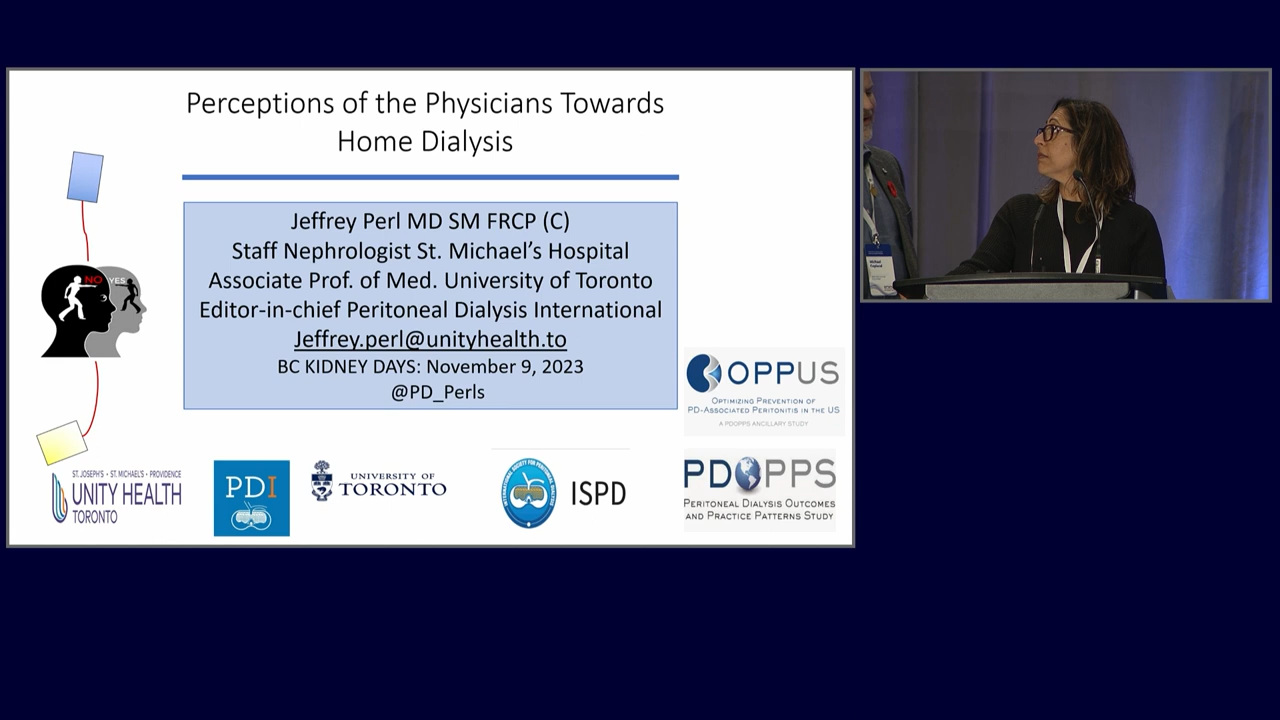 Perceptions of the Physicians Towards
Home Dialysis
Jeffrey Perl MD SM FRCP (C)
Staff Nephrologist St. Michael's Hospital
Associate Prof. of Med. University of Toronto
Editor-in-chief Peritoneal Dialysis International
Jeffrey.perl@unityhealth.to
BC KIDNEY DAYS: November 9, 2023
@PD_Perls
NO YES
OPPUS
OPTIMIZING PREVENTION OF
PD-ASSOCIATED PERITONITIS IN THE US
A PDOPPS ANCILLARY STUDY
ST. JOSEPH'S • ST. MICHAEL'S • PROVIDENCE
UNITY HEALTH
TORONTO
PDI
UNIVERSITY OF
TORONTO
ISPD
PDOPPS
PERITONEAL DIALYSIS OUTCOMES
AND PRACTICE PATTERNS STUDY
Michael